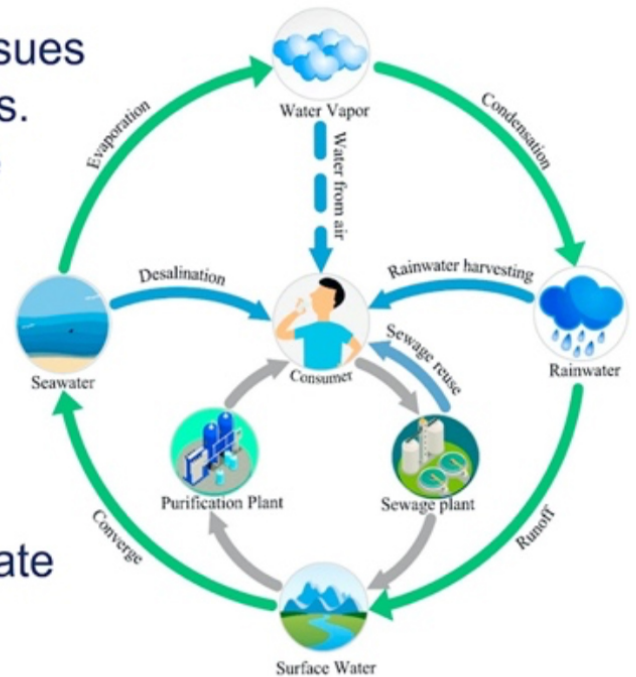 sues
s.
Water Vapor
Evaporation
Condensation
Water from air
Desalination
Rainwater harvesting
Seawater
Consumer
Sewage reuse
Rainwater
Purification Plant
Sewage plant
Converge
Runoff
ate
Surface Water